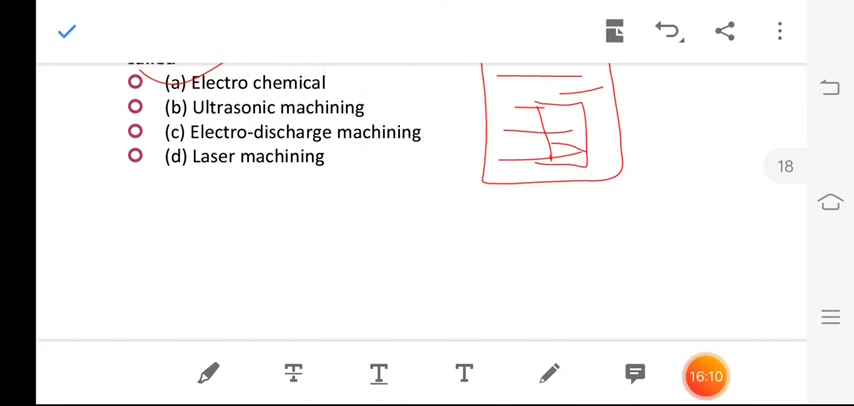 (a) Electro chemical
(b) Ultrasonic machining
(c) Electro-discharge machining
(d) Laser machining
18
T
T
T
16:10